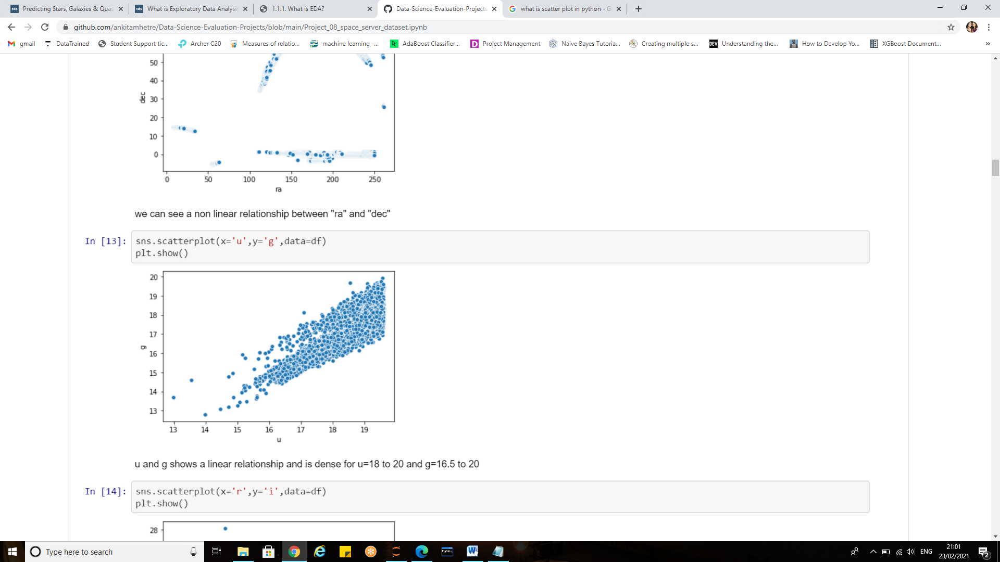 Predicting Stars, Galaxies & Quas
What is Exploratory Data Analysis
1.1.1. What is EDA?
Data-Science-Evaluation-Projects
what is scatter plot in python - G
github.com/ankitamhetre/Data-Science-Evaluation-Projects/blob/main/Project_08_space_server_dataset.ipynb
gmail
DataTrained
Student Support tic...
Archer C20
Measures of relatio...
machine learning -...
AdaBoost Classifier...
Project Management
Naive Bayes Tutoria...
Creating multiple s...
DEV Understanding the...
How to Develop Yo...
XGBoost Document...
»
50
40
30
20
10
0
dec
0 50 100 150 200 250
ra
we can see a non linear relationship between "ra" and "dec"
In [13]: sns.scatterplot(x='u',y='g',data=df)
plt.show()
20
19
18
17
16
15
14
13
g
13 14 15 16 17 18 19
u
u and g shows a linear relationship and is dense for u=18 to 20 and g=16.5 to 20
In [14]: sns.scatterplot(x='r',y='i',data=df)
plt.show()
28
Type here to search
ENG
21:01
23/02/2021
2